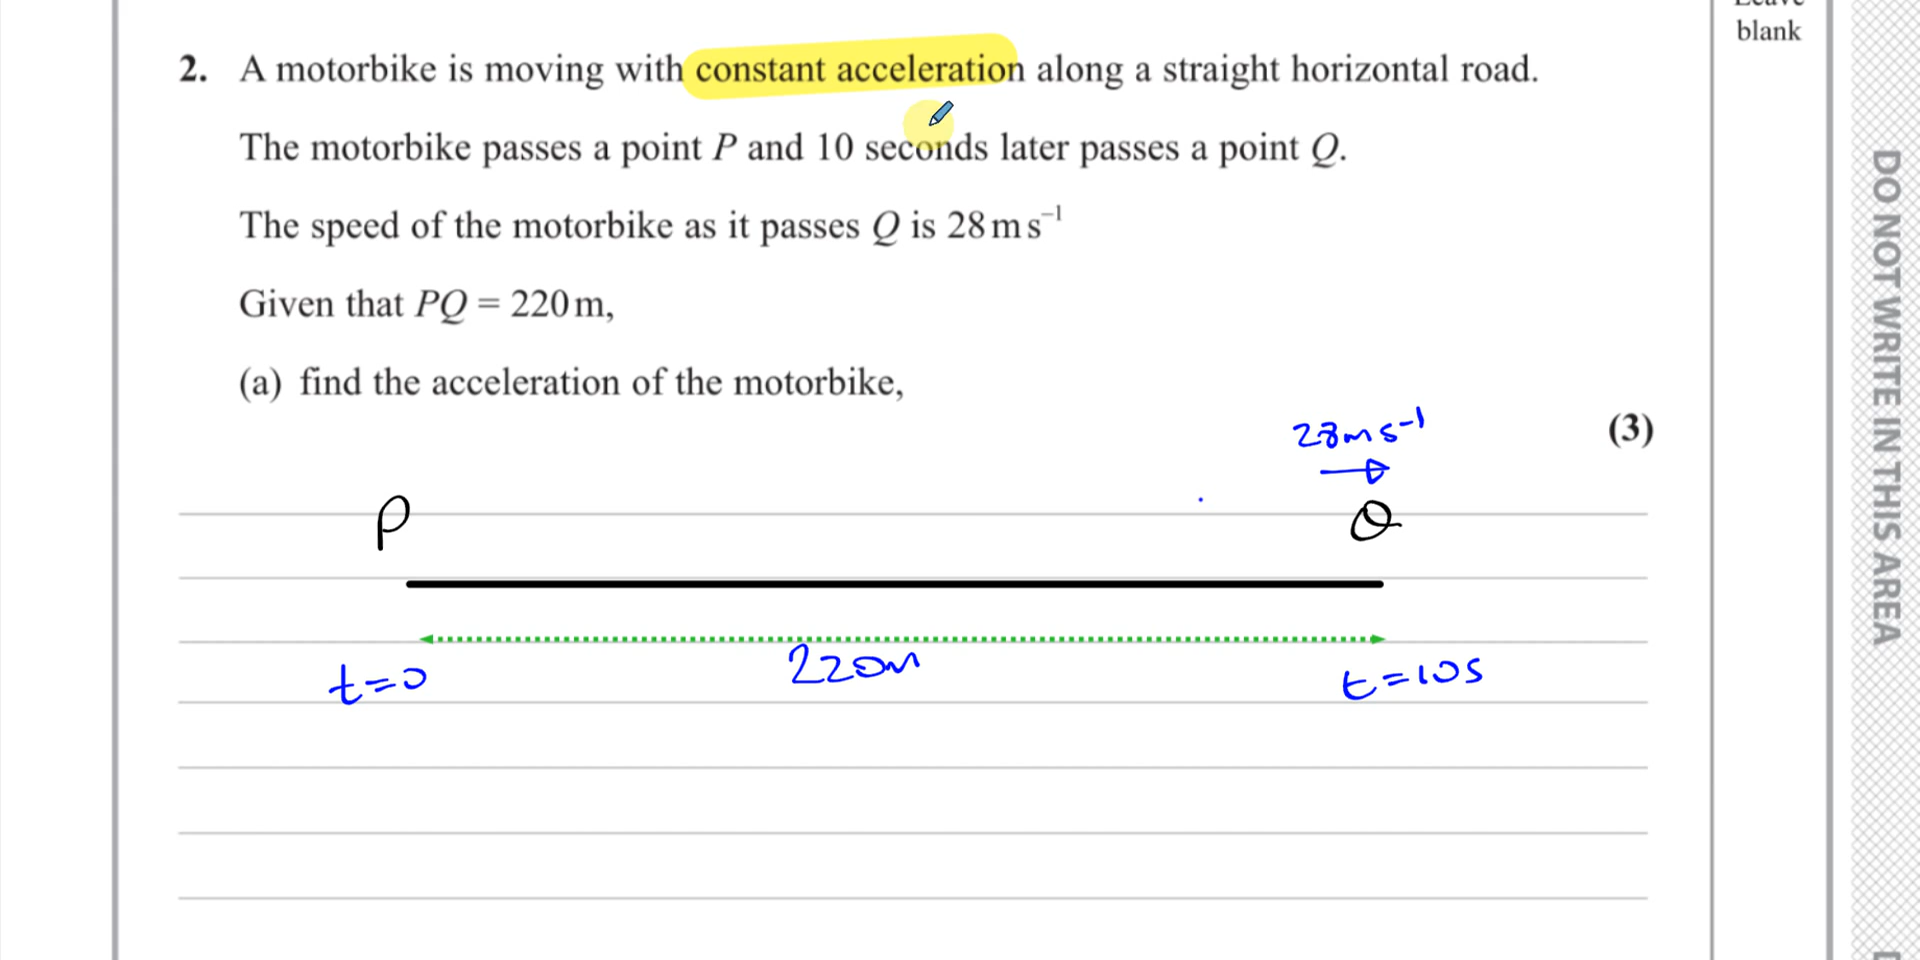 blank
2. A motorbike is moving with constant acceleration along a straight horizontal road.
The motorbike passes a point P and 10 seconds later passes a point Q.
The speed of the motorbike as it passes Q is 28 m s⁻¹
Given that PQ = 220 m,
(a) find the acceleration of the motorbike,
(3)
28ms⁻¹
P
Q
t=0
220m
t=10s
DO NOT WRITE IN THIS AREA